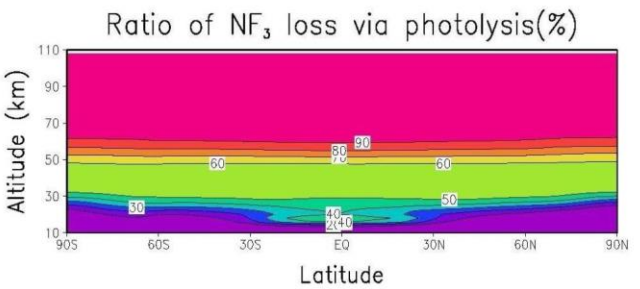 Ratio of NF₃ loss via photolysis(%)
110
90
70
50
30
10
Altitude (km)
90
80
70
60
60
50
30
40
40
90S
60S
30S
EQ
30N
60N
90N
Latitude